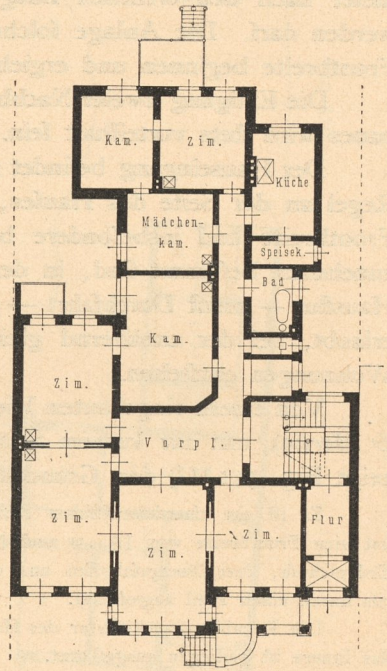 Kam.
Zim.
Küche
Mädchen-
kam.
Speisek.
Bad
Kam.
Zim.
Vorpl.
Zim.
Zim.
Zim.
Flur